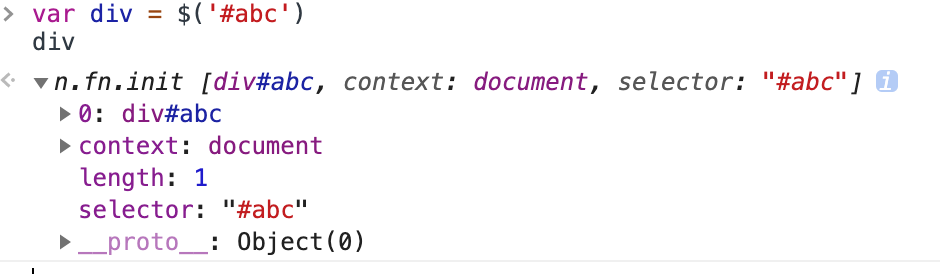 > var div = $('#abc')
div
n.fn.init [div#abc, context: document, selector: "#abc"] i
0: div#abc
context: document
length: 1
selector: "#abc"
__proto__: Object(0)